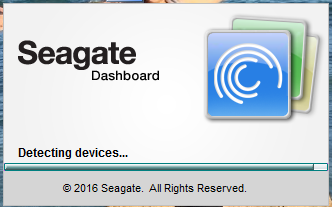 Seagate
Dashboard
Detecting devices...
© 2016 Seagate. All Rights Reserved.